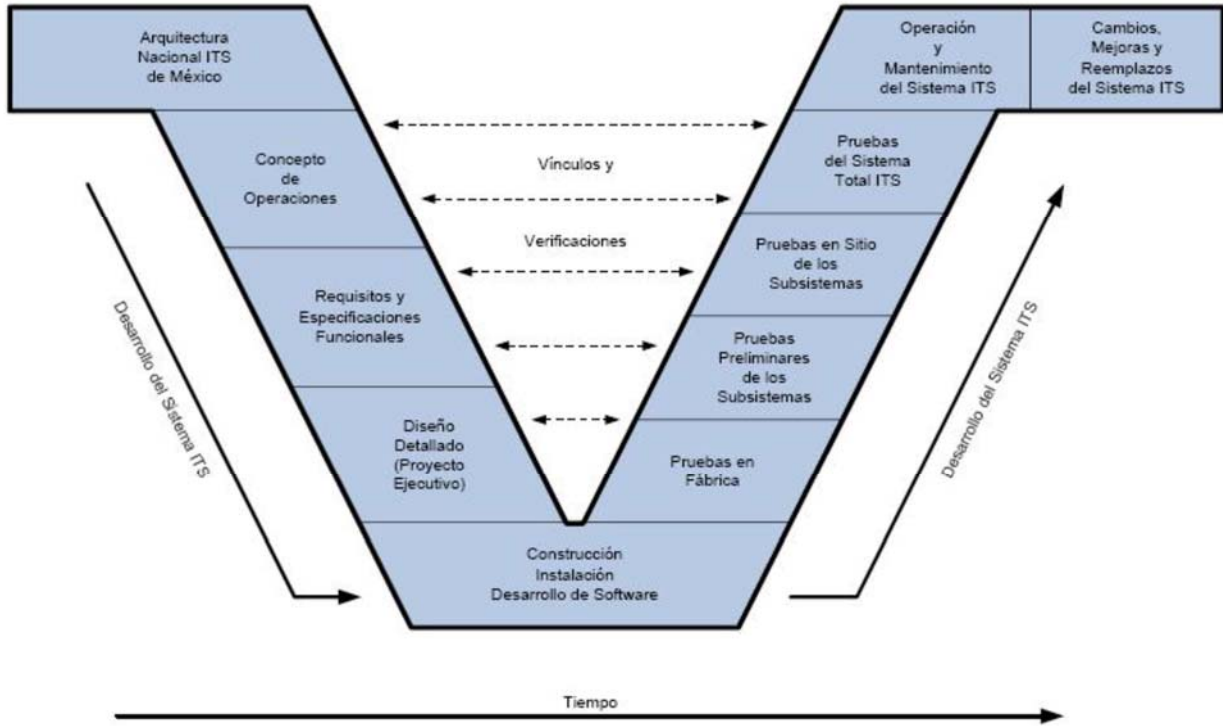 Arquitectura
Nacional ITS
de México
Concepto
de
Operaciones
Requisitos y
Especificaciones
Funcionales
Diseño
Detallado
(Proyecto
Ejecutivo)
Construcción
Instalación
Desarrollo de Software
Pruebas en
Fábrica
Pruebas
Preliminares
de los
Subsistemas
Pruebas en Sitio
de los
Subsistemas
Pruebas
del Sistema
Total ITS
Operación
y
Mantenimiento
del Sistema ITS
Cambios,
Mejoras y
Reemplazos
del Sistema ITS
Vínculos y
Verificaciones
Desarrollo del Sistema ITS
Desarrollo del Sistema ITS
Tiempo